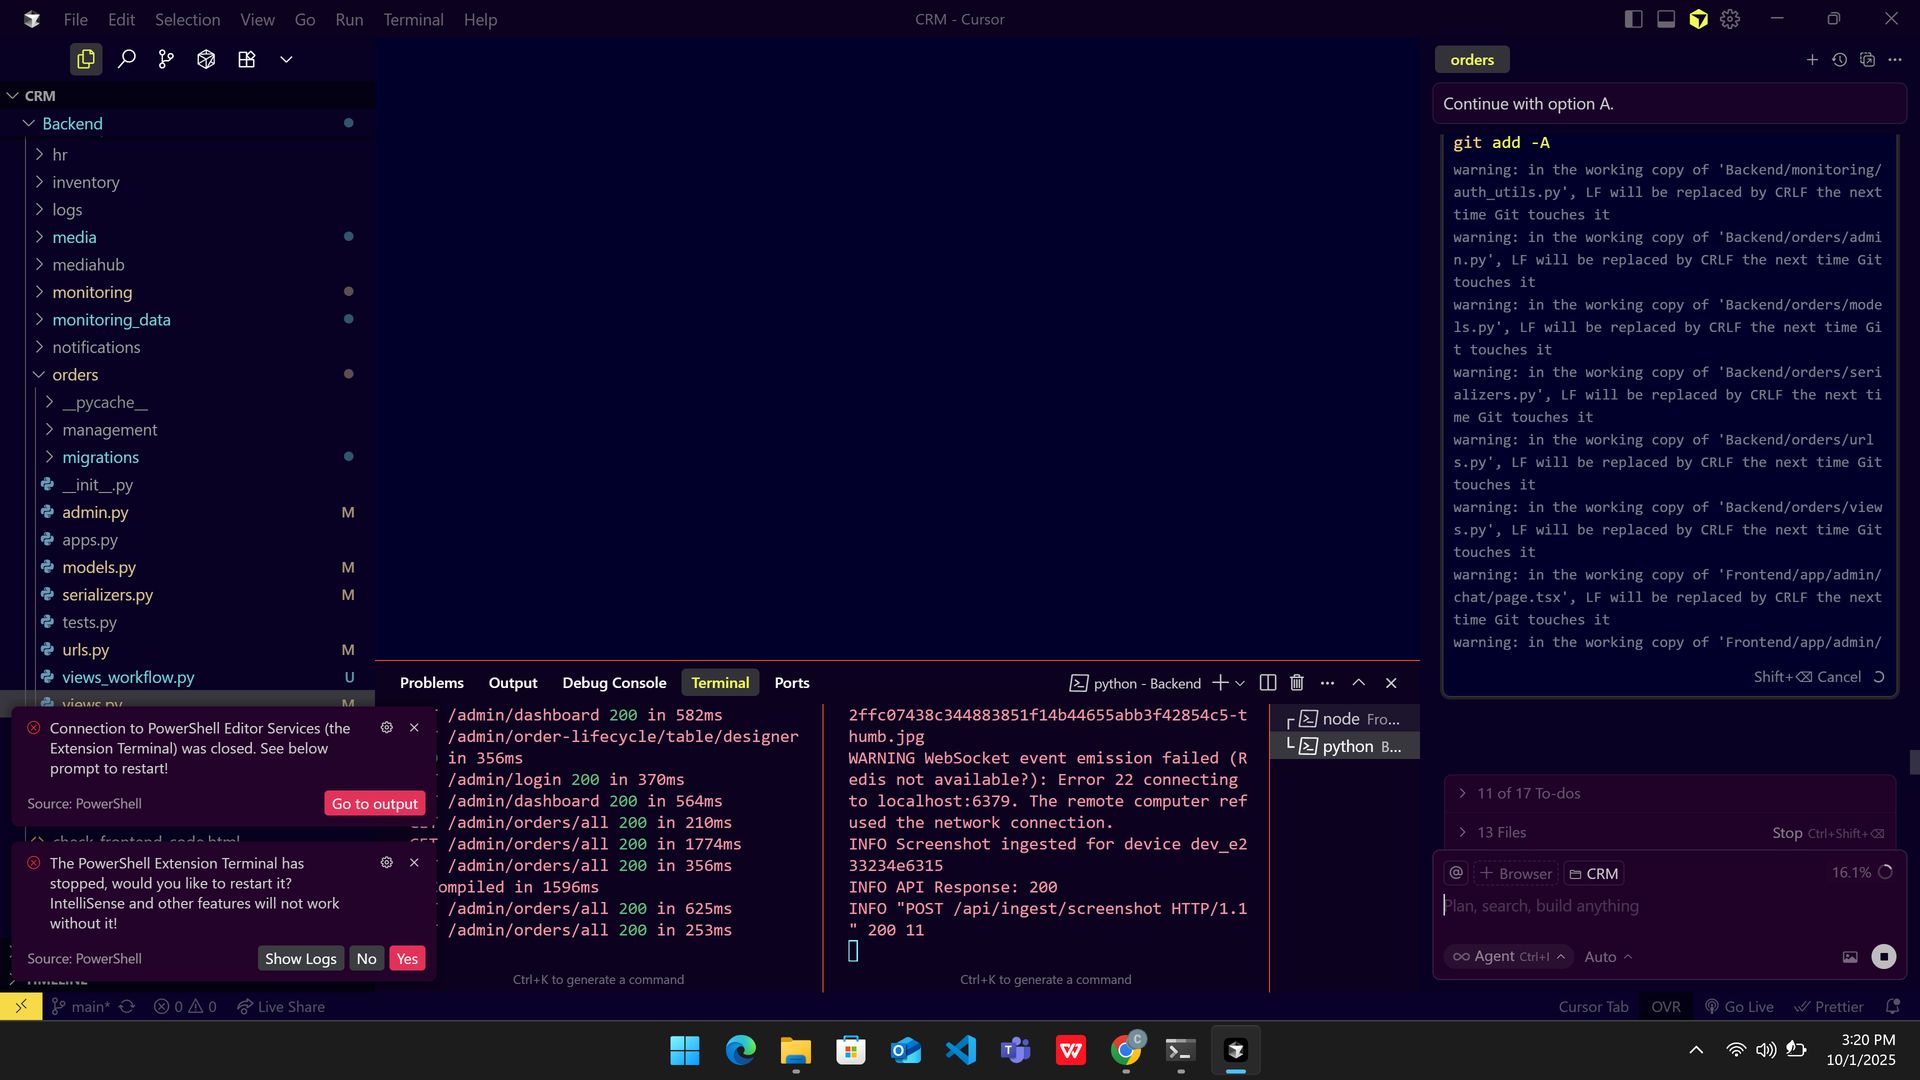 File Edit Selection View Go Run Terminal Help
CRM - Cursor
CRM
Backend
hr
inventory
logs
media
mediahub
monitoring
monitoring_data
notifications
orders
__pycache__
management
migrations
__init__.py
admin.py M
apps.py
models.py M
serializers.py M
tests.py
urls.py M
views_workflow.py U
views.py M
Connection to PowerShell Editor Services (the
Extension Terminal) was closed. See below
prompt to restart!
Source: PowerShell
Go to output
check_frontend_code.html
The PowerShell Extension Terminal has
stopped, would you like to restart it?
IntelliSense and other features will not work
without it!
Source: PowerShell
Show Logs No Yes
TIMELINE
Problems Output Debug Console Terminal Ports
python - Backend
/admin/dashboard 200 in 582ms
/admin/order-lifecycle/table/designer
in 356ms
/admin/login 200 in 370ms
/admin/dashboard 200 in 564ms
/admin/orders/all 200 in 210ms
GET /admin/orders/all 200 in 1774ms
/admin/orders/all 200 in 356ms
Compiled in 1596ms
/admin/orders/all 200 in 625ms
/admin/orders/all 200 in 253ms
Ctrl+K to generate a command
2ffc07438c344883851f14b44655abb3f42854c5-t
humb.jpg
WARNING WebSocket event emission failed (R
edis not available?): Error 22 connecting
to localhost:6379. The remote computer ref
used the network connection.
INFO Screenshot ingested for device dev_e2
33234e6315
INFO API Response: 200
INFO "POST /api/ingest/screenshot HTTP/1.1
" 200 11
Ctrl+K to generate a command
node Fro...
python B...
orders
Continue with option A.
git add -A
warning: in the working copy of 'Backend/monitoring/
auth_utils.py', LF will be replaced by CRLF the next
time Git touches it
warning: in the working copy of 'Backend/orders/admi
n.py', LF will be replaced by CRLF the next time Git
touches it
warning: in the working copy of 'Backend/orders/mode
ls.py', LF will be replaced by CRLF the next time Gi
t touches it
warning: in the working copy of 'Backend/orders/seri
alizers.py', LF will be replaced by CRLF the next ti
me Git touches it
warning: in the working copy of 'Backend/orders/url
s.py', LF will be replaced by CRLF the next time Git
touches it
warning: in the working copy of 'Backend/orders/view
s.py', LF will be replaced by CRLF the next time Git
touches it
warning: in the working copy of 'Frontend/app/admin/
chat/page.tsx', LF will be replaced by CRLF the next
time Git touches it
warning: in the working copy of 'Frontend/app/admin/
Shift+⌫ Cancel
11 of 17 To-dos
13 Files
Stop Ctrl+Shift+⌫
@ + Browser CRM 16.1%
Plan, search, build anything
∞ Agent Ctrl+I Auto
main* 0 0 Live Share
Cursor Tab OVR Go Live Prettier
3:20 PM
10/1/2025